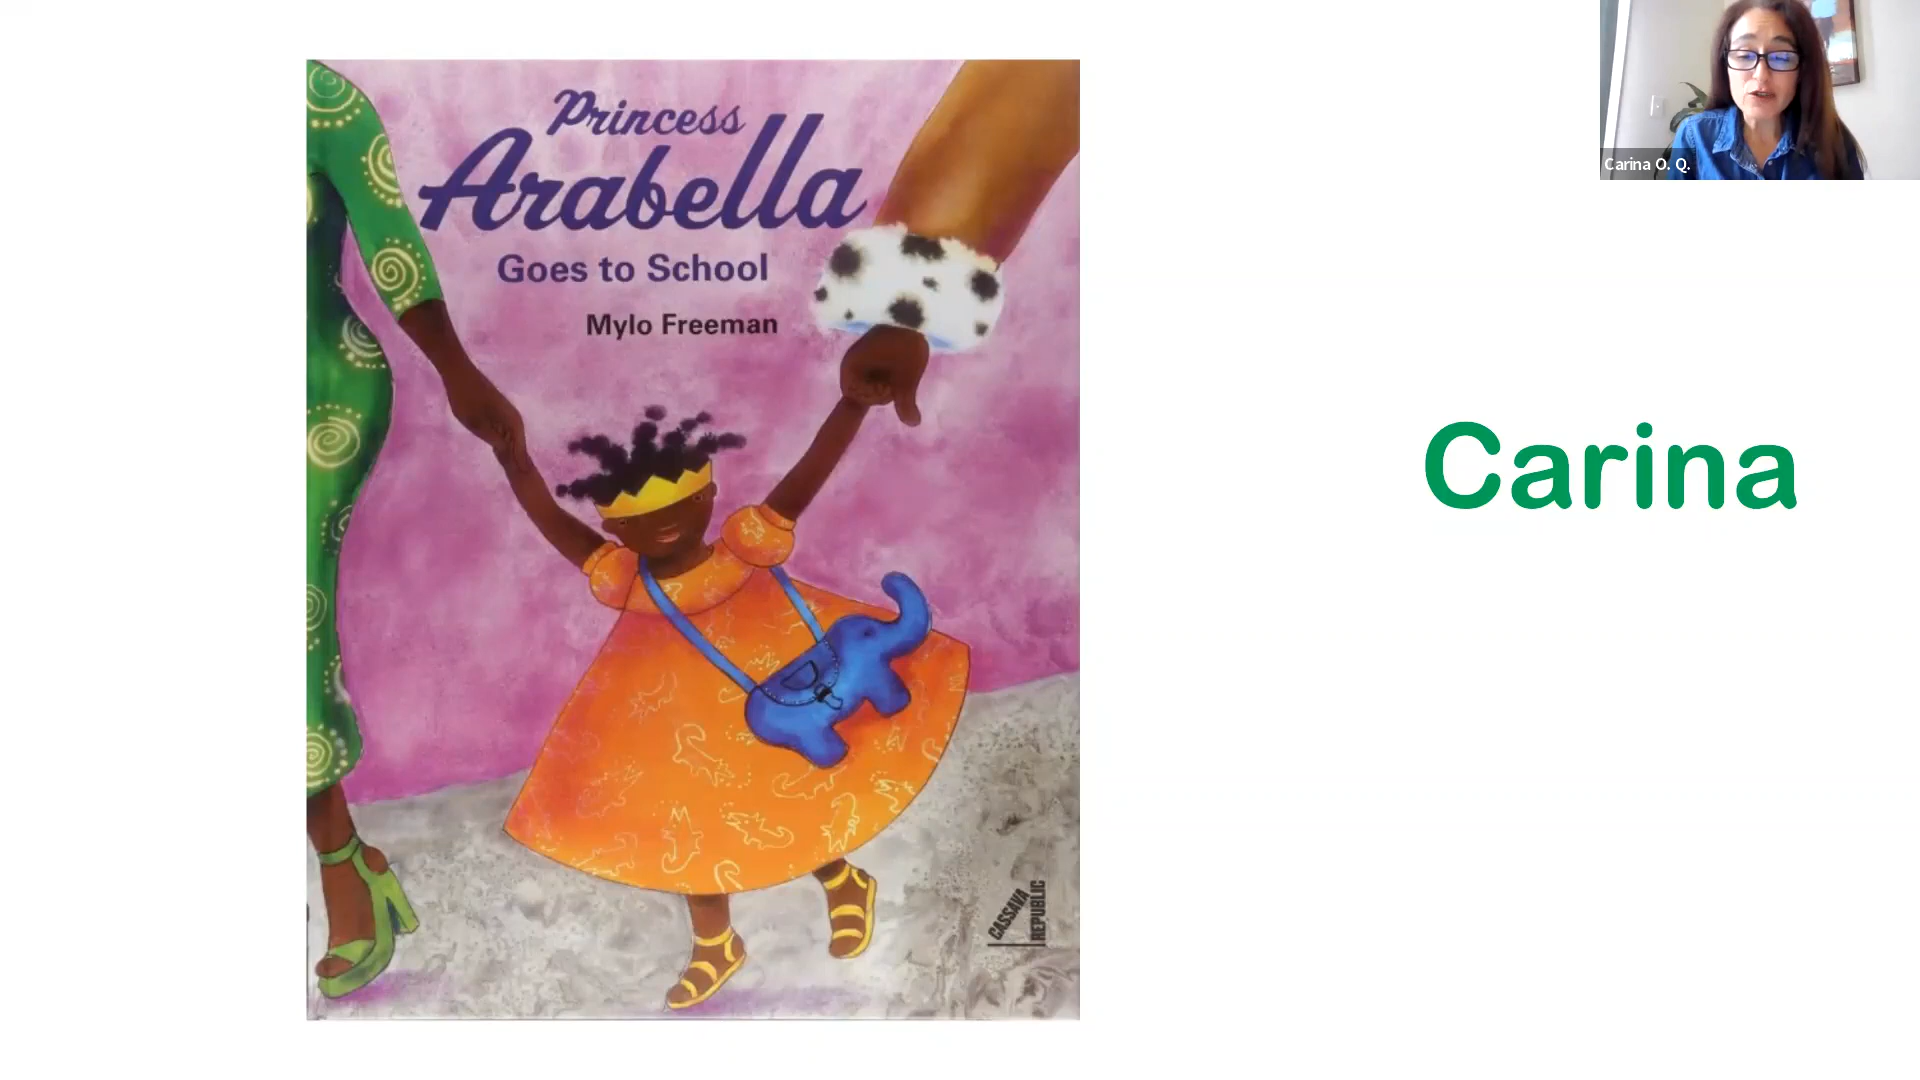 Princess
Arabella
Goes to School
Mylo Freeman
CASSAVA
REPUBLIC
Carina
Carina O. Q.